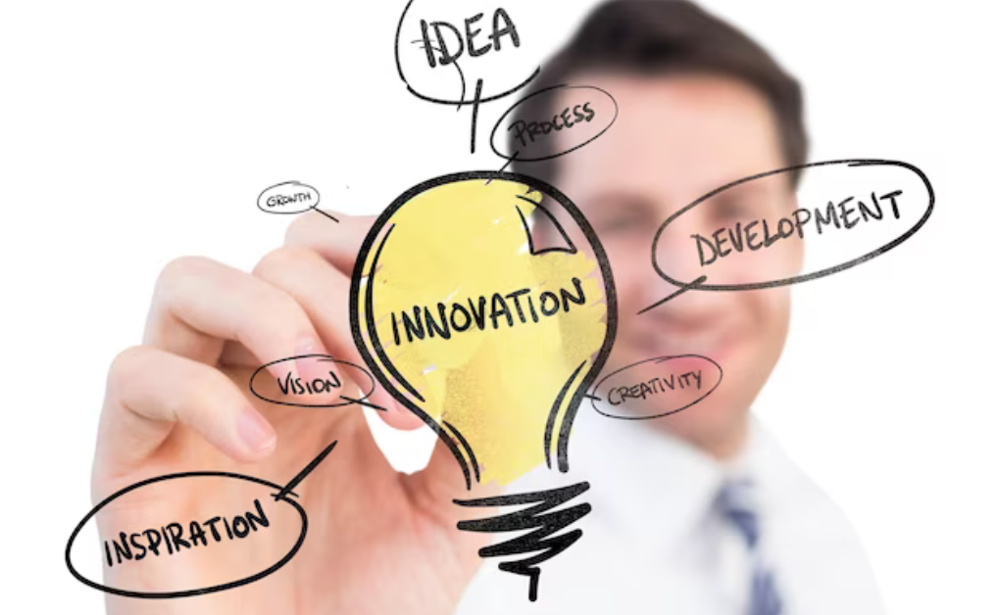 IDEA
PROCESS
GROWTH
DEVELOPMENT
INNOVATION
VISION
CREATIVITY
INSPIRATION